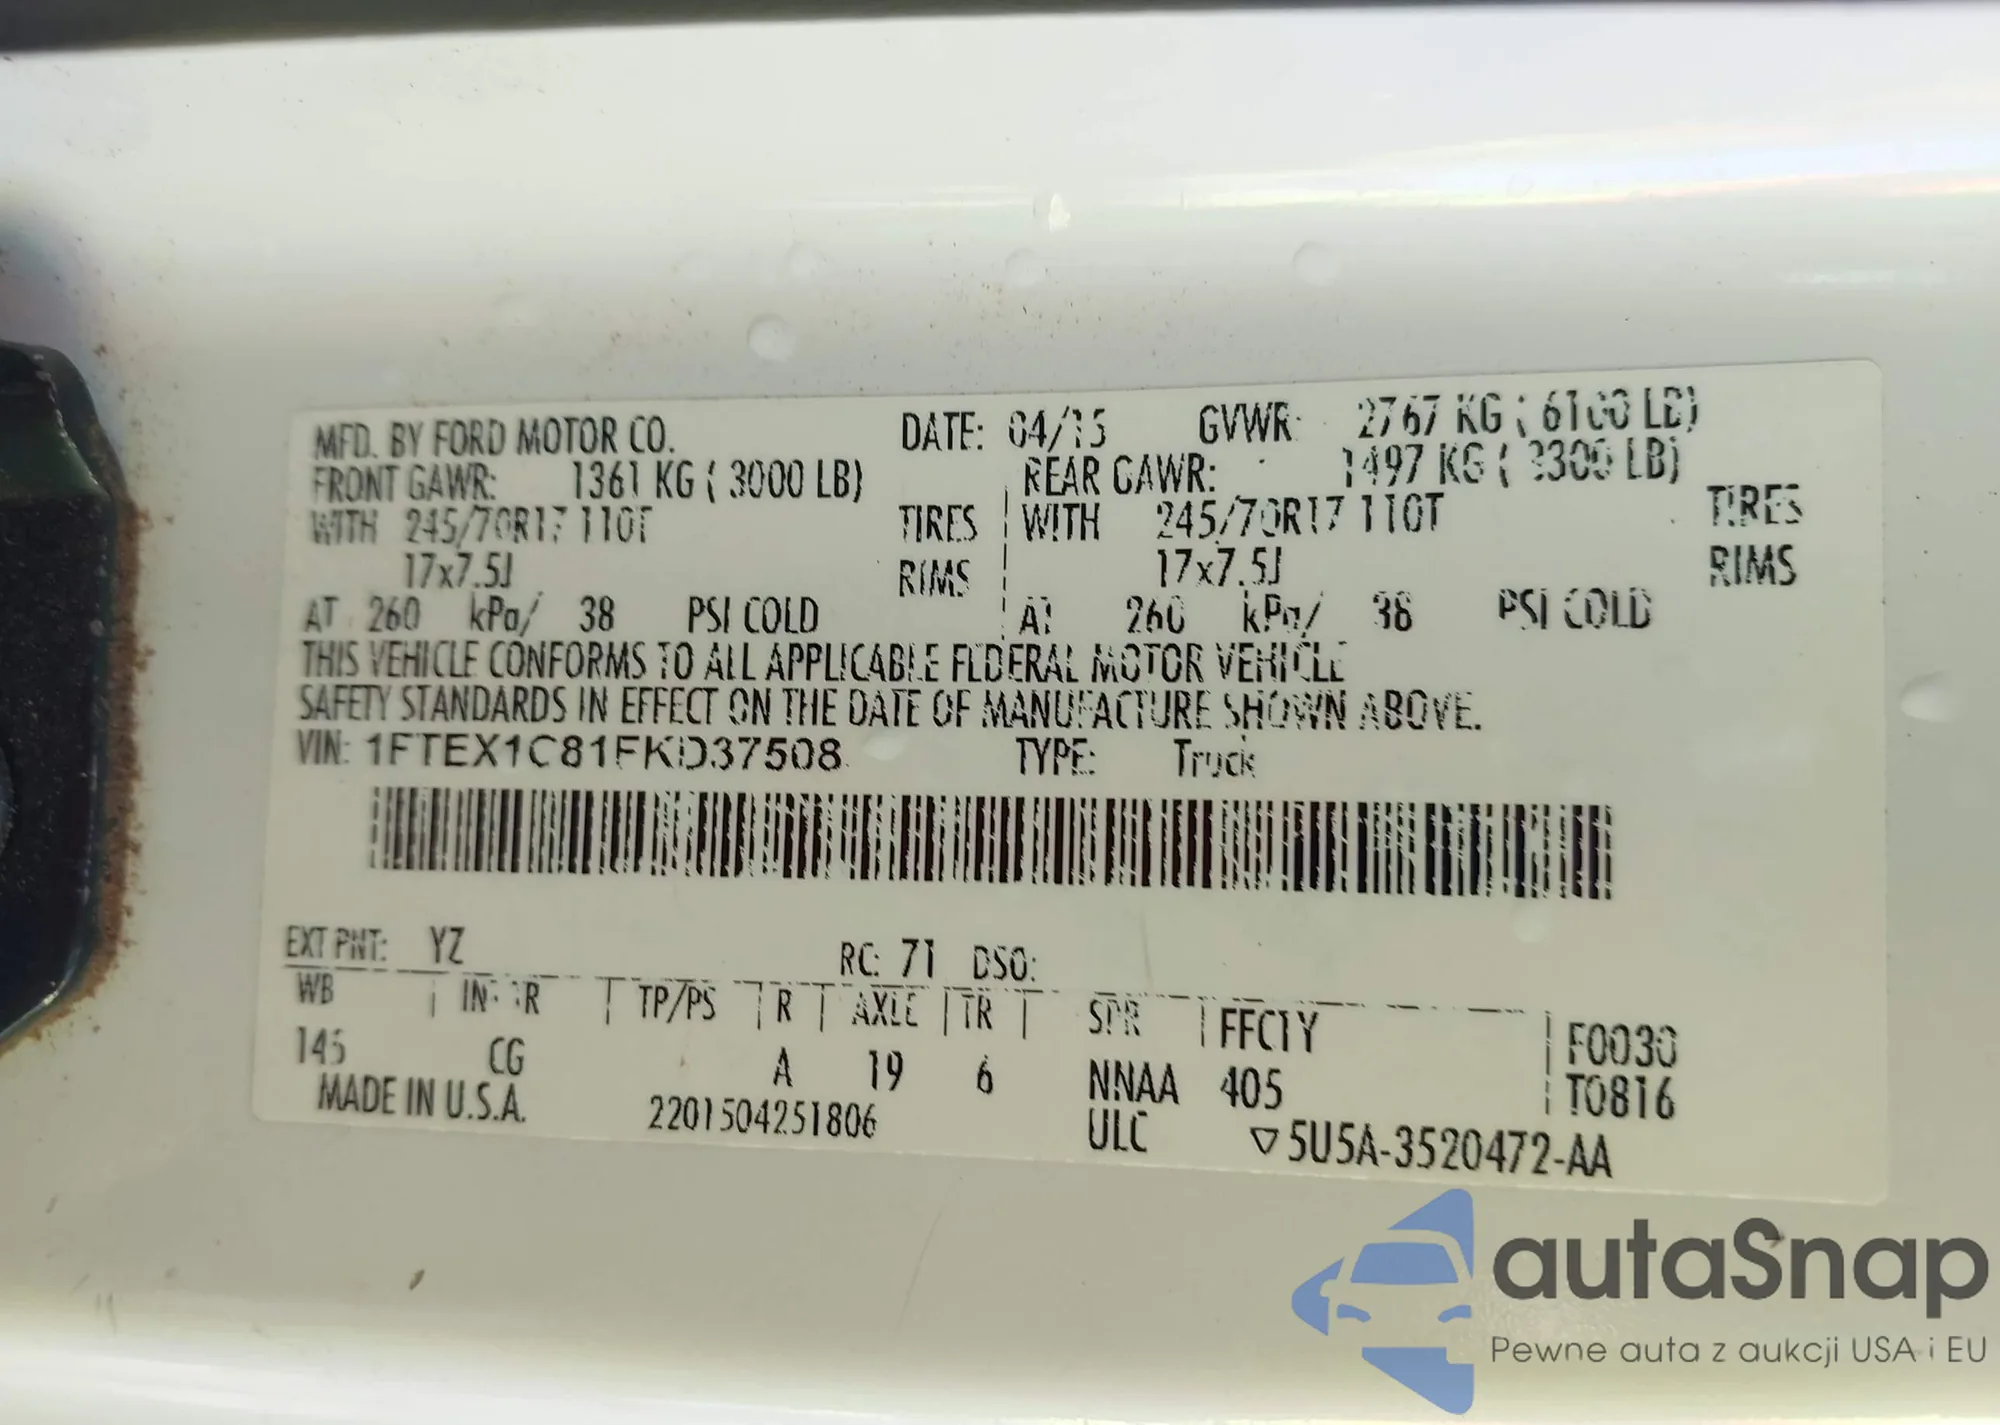 MFD. BY FORD MOTOR CO. DATE: 04/15 GVWR: 2767 KG ( 6100 LB)
FRONT GAWR: 1361 KG ( 3000 LB) REAR GAWR: 1497 KG ( 3300 LB)
WITH 245/70R17 110T TIRES WITH 245/70R17 110T TIRES
17x7.5J RIMS 17x7.5J RIMS
AT 260 kPa/ 38 PSI COLD AT 260 kPa/ 38 PSI COLD
THIS VEHICLE CONFORMS TO ALL APPLICABLE FEDERAL MOTOR VEHICLE
SAFETY STANDARDS IN EFFECT ON THE DATE OF MANUFACTURE SHOWN ABOVE.
VIN: 1FTEX1C81FKD37508 TYPE: Truck
EXT PNT: YZ RC: 71 DSO:
WB INT TR TP/PS R AXLE TR SPR FFCTY F0030
145 CG A 19 6 NNAA 405 T0816
MADE IN U.S.A. 2201504251806 ULC ▽5U5A-3520472-AA
autaSnap
Pewne auta z aukcji USA i EU